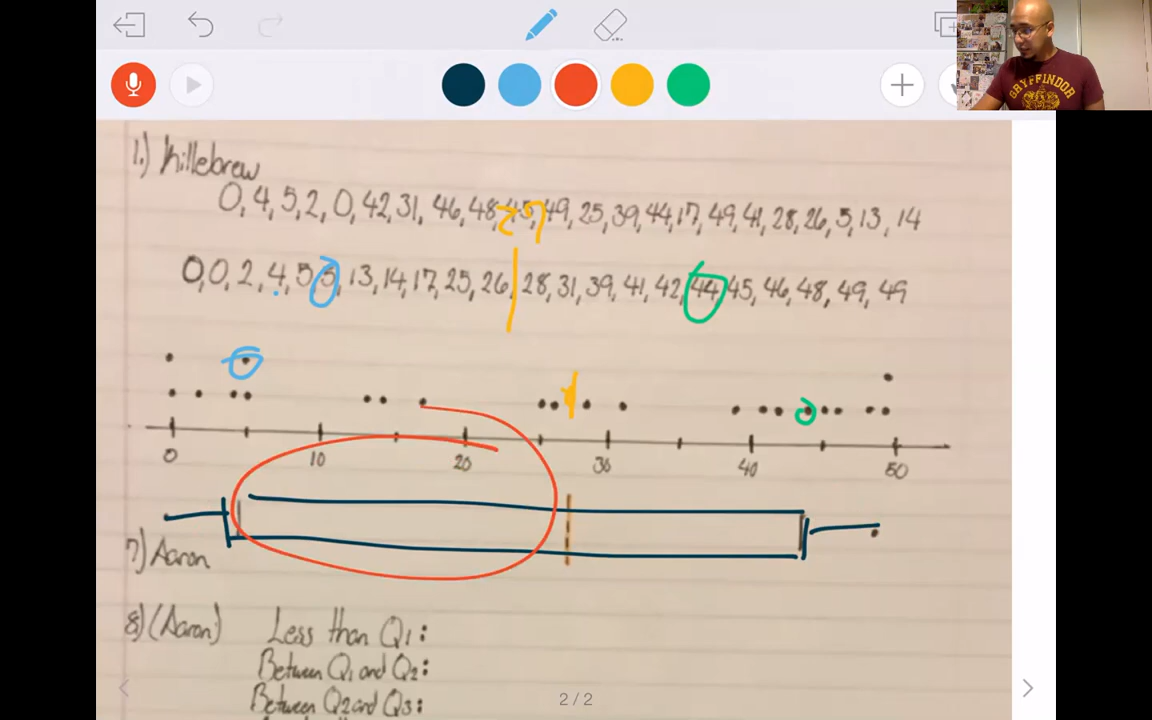 GRYFFINDOR
1.) Killebrew
0, 4, 5, 2, 0, 42, 31, 46, 48, 45, 49, 25, 39, 44, 17, 49, 41, 28, 26, 5, 13, 14
27
0, 0, 2, 4, 5, 5, 13, 14, 17, 25, 26, 28, 31, 39, 41, 42, 44, 45, 46, 48, 49, 49
0 10 20 30 40 50
7) Aaron
8) (Aaron) Less than Q1:
Between Q1 and Q2:
Between Q2 and Q3:
2 / 2